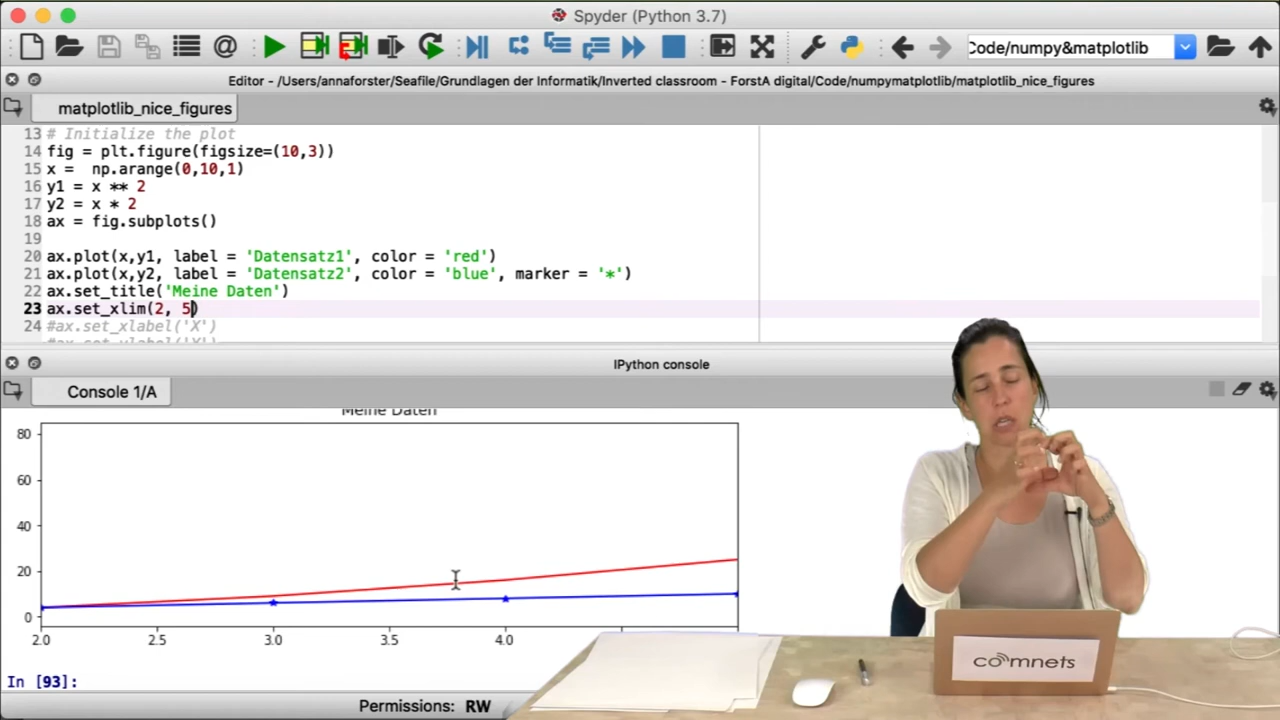 Spyder (Python 3.7)
Code/numpy&matplotlib
Editor - /Users/annaforster/Seafile/Grundlagen der Informatik/Inverted classroom - ForstA digital/Code/numpymatplotlib/matplotlib_nice_figures
matplotlib_nice_figures
13 # Initialize the plot
14 fig = plt.figure(figsize=(10,3))
15 x =  np.arange(0,10,1)
16 y1 = x ** 2
17 y2 = x * 2
18 ax = fig.subplots()
19
20 ax.plot(x,y1, label = 'Datensatz1', color = 'red')
21 ax.plot(x,y2, label = 'Datensatz2', color = 'blue', marker = '*')
22 ax.set_title('Meine Daten')
23 ax.set_xlim(2, 5)
24 #ax.set_xlabel('X')
#ax.set_ylabel('Y')
IPython console
Console 1/A
Meine Daten
80
60
40
20
0
2.0 2.5 3.0 3.5 4.0
In [93]:
Permissions: RW
comnets